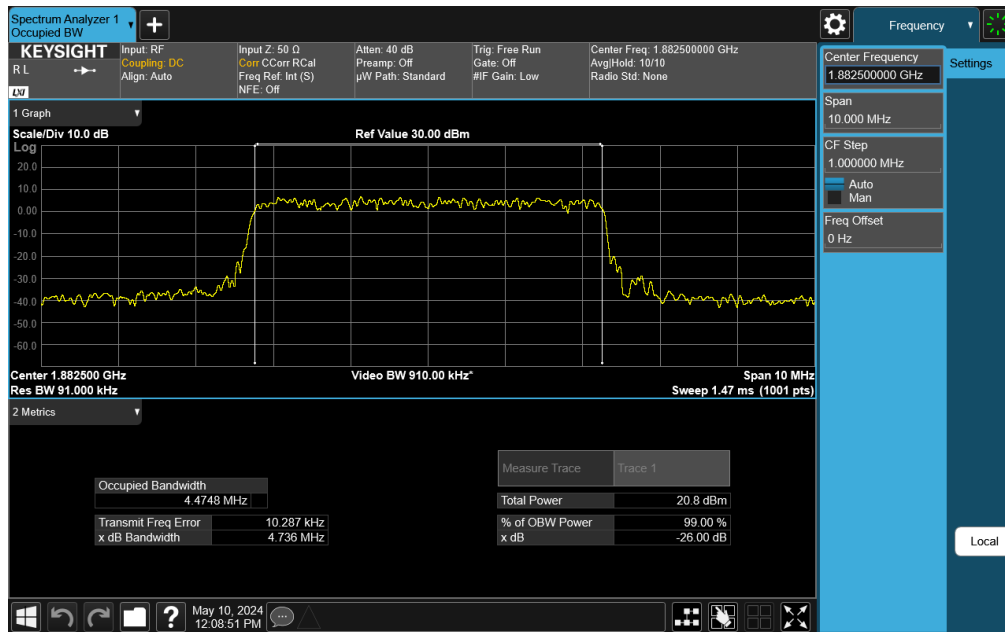 Spectrum Analyzer 1
Occupied BW
Frequency
KEYSIGHT
R L
LXI
Input: RF
Coupling: DC
Align: Auto
Input Z: 50 Ω
Corr CCorr RCal
Freq Ref: Int (S)
NFE: Off
Atten: 40 dB
Preamp: Off
µW Path: Standard
Trig: Free Run
Gate: Off
#IF Gain: Low
Center Freq: 1.882500000 GHz
Avg|Hold: 10/10
Radio Std: None
Center Frequency
1.882500000 GHz
Settings
Span
10.000 MHz
CF Step
1.000000 MHz
Auto
Man
Freq Offset
0 Hz
1 Graph
Scale/Div 10.0 dB
Ref Value 30.00 dBm
Log
20.0
10.0
0.00
-10.0
-20.0
-30.0
-40.0
-50.0
-60.0
Center 1.882500 GHz
Video BW 910.00 kHz*
Span 10 MHz
Res BW 91.000 kHz
Sweep 1.47 ms (1001 pts)
2 Metrics
Measure Trace
Trace 1
Occupied Bandwidth
4.4748 MHz
Total Power
20.8 dBm
Transmit Freq Error
10.287 kHz
% of OBW Power
99.00 %
x dB Bandwidth
4.736 MHz
x dB
-26.00 dB
Local
May 10, 2024
12:08:51 PM